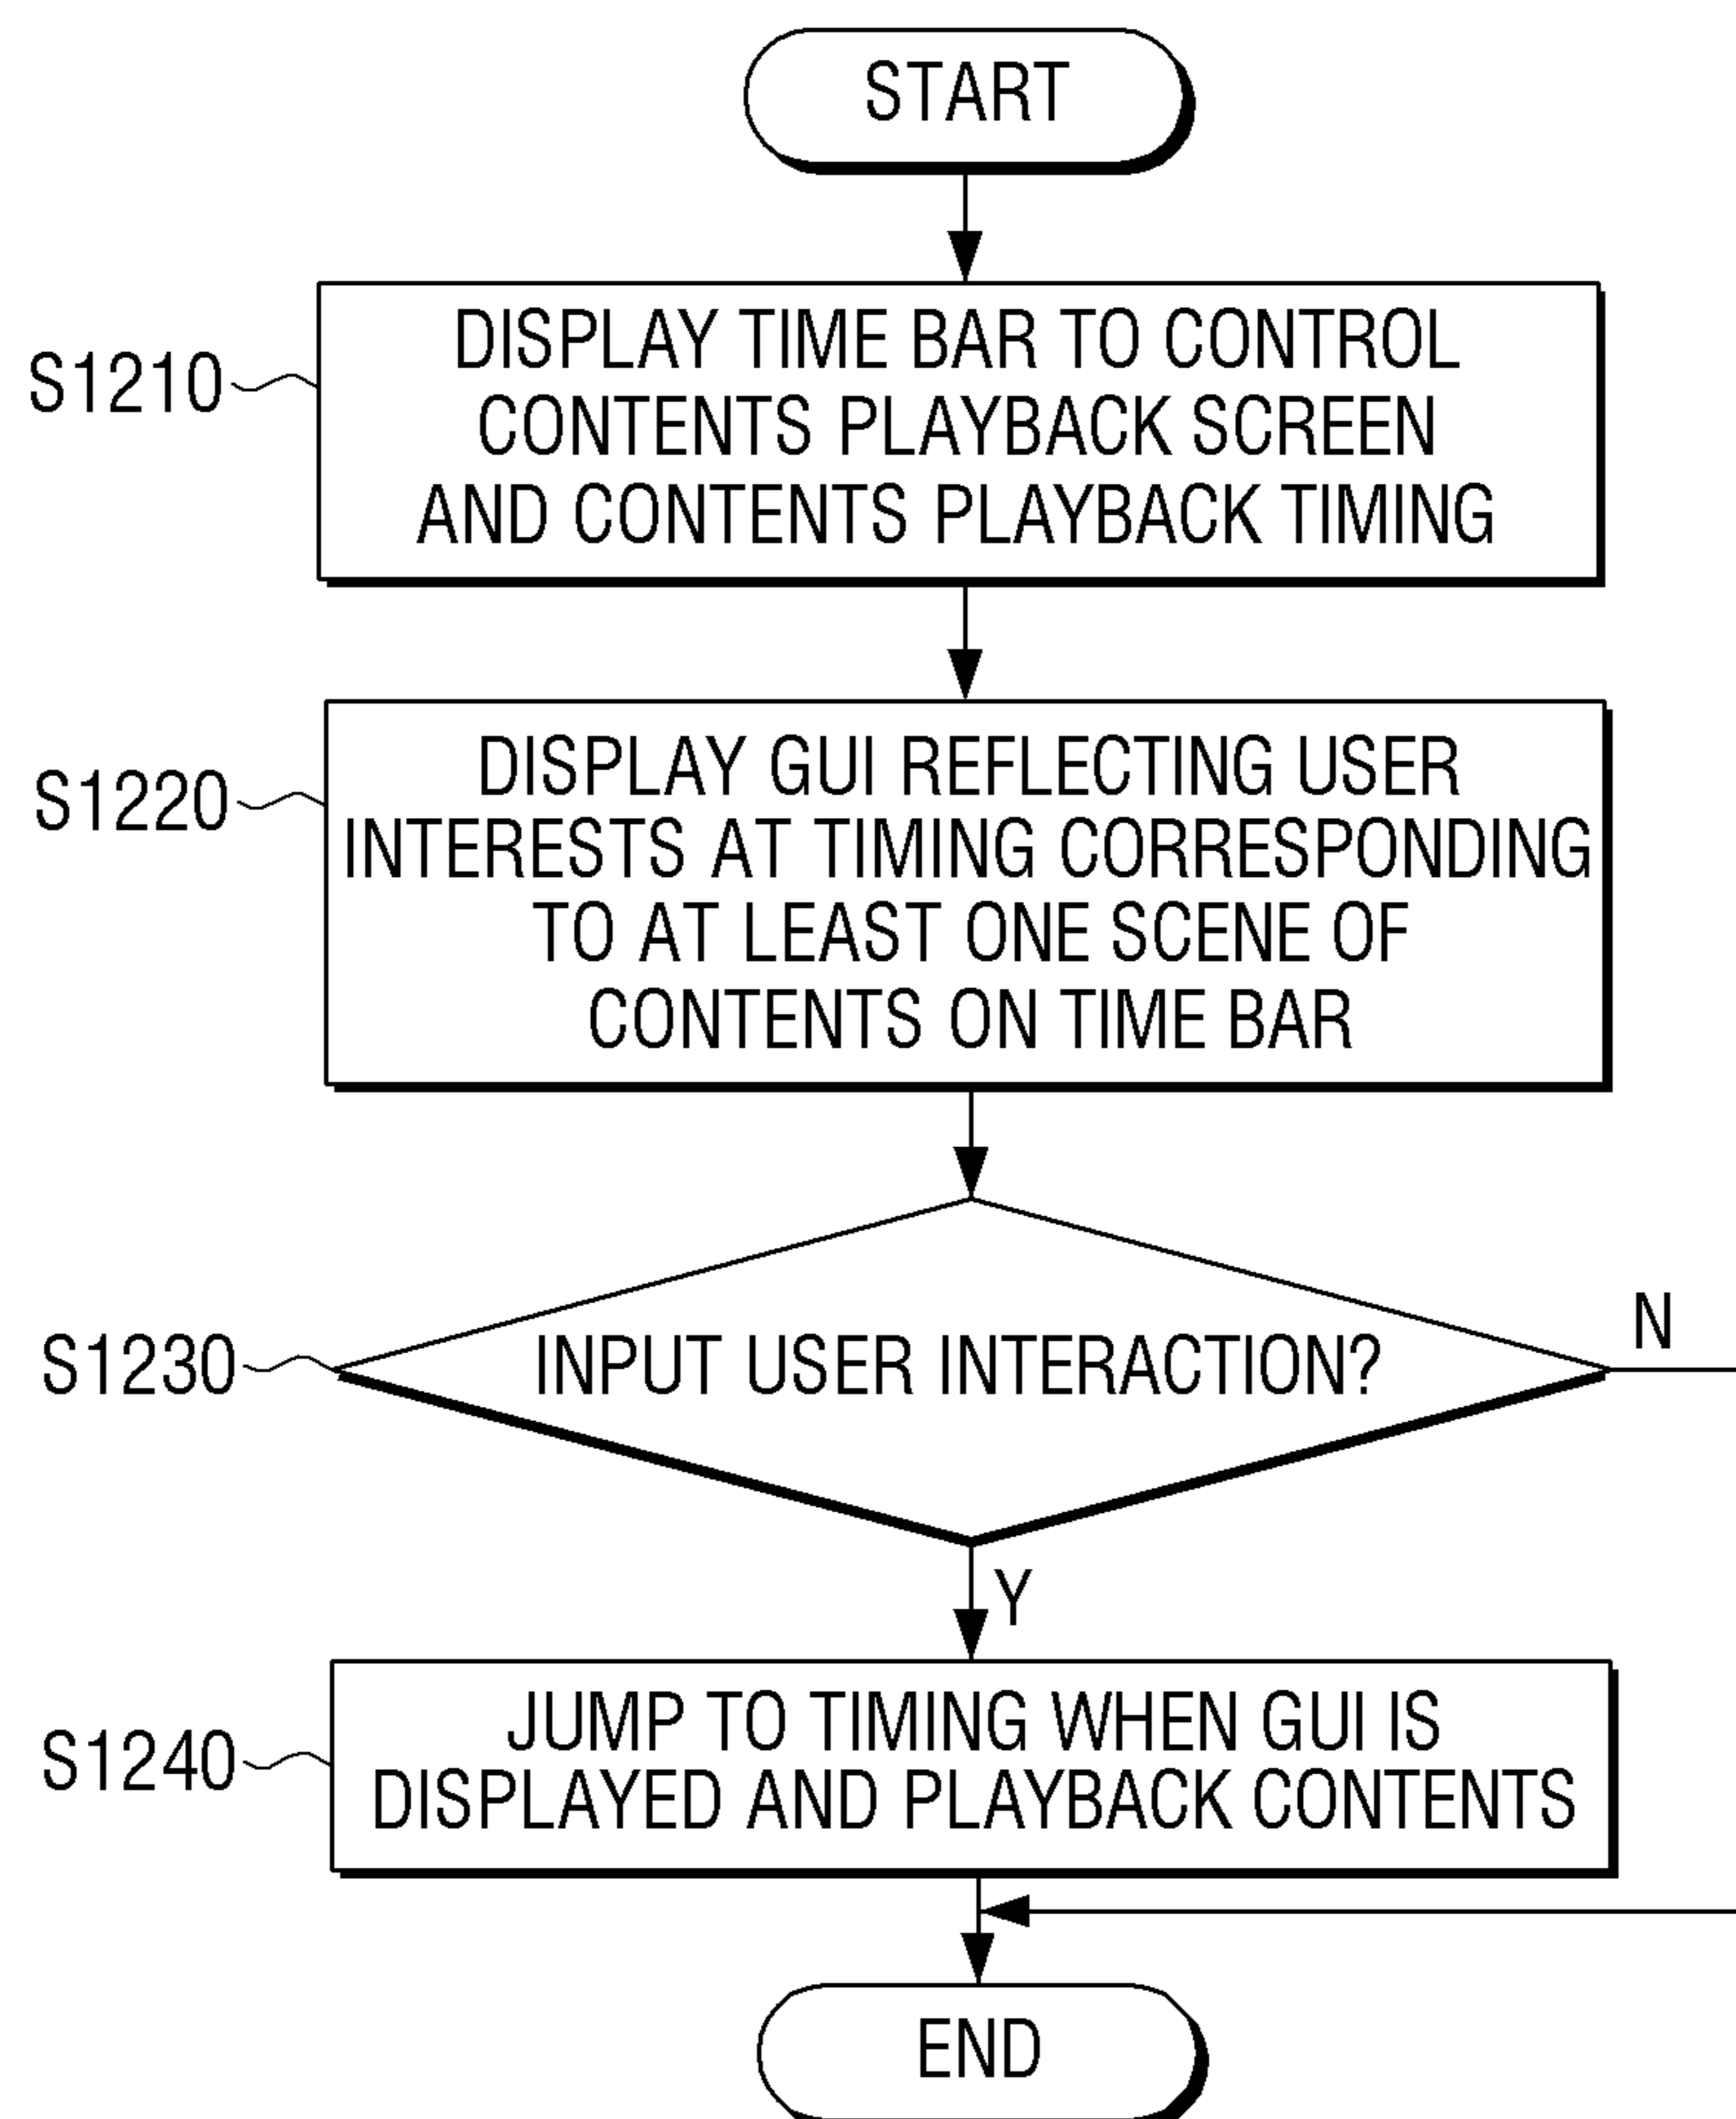 START
S1210
DISPLAY TIME BAR TO CONTROL
CONTENTS PLAYBACK SCREEN
AND CONTENTS PLAYBACK TIMING
S1220
DISPLAY GUI REFLECTING USER
INTERESTS AT TIMING CORRESPONDING
TO AT LEAST ONE SCENE OF
CONTENTS ON TIME BAR
S1230
INPUT USER INTERACTION?
N
Y
S1240
JUMP TO TIMING WHEN GUI IS
DISPLAYED AND PLAYBACK CONTENTS
END